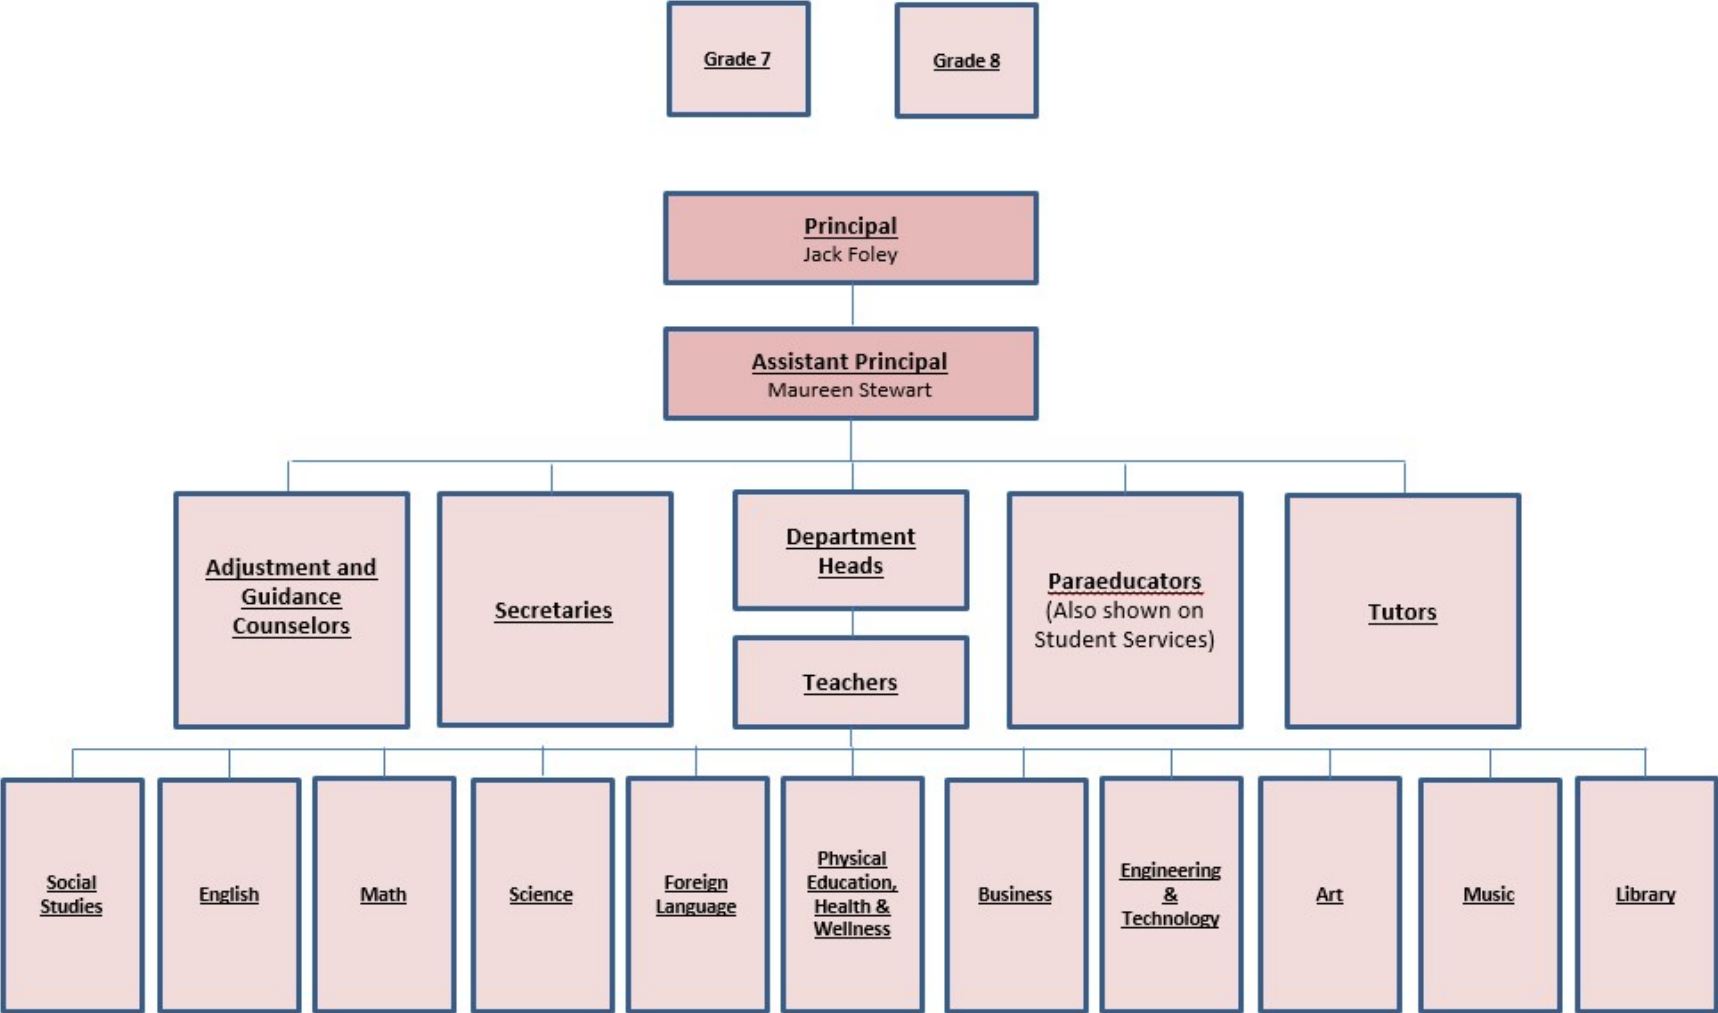 Grade 7
Grade 8
Principal
Jack Foley
Assistant Principal
Maureen Stewart
Adjustment and
Guidance
Counselors
Secretaries
Department
Heads
Teachers
Paraeducators
(Also shown on
Student Services)
Tutors
Social
Studies
English
Math
Science
Foreign
Language
Physical
Education,
Health &
Wellness
Business
Engineering
&
Technology
Art
Music
Library